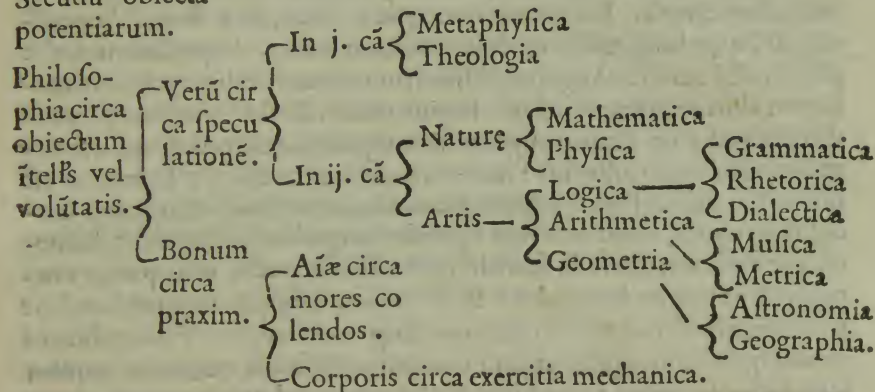 obiecta
potentiarum.
Philoſo-
phia circa
obiectum
vel
volūtatis.
Verū cir
ca ſpecu
lationē.
In j. cā
Metaphyſica
Theologia
In ij. cā
Naturę
Mathematica
Phyſica
Artis
Logica
Arithmetica
Geometria
Grammatica
Rhetorica
Dialectica
Muſica
Metrica
Aſtronomia
Geographia.
Bonum
circa
praxim.
Aīæ circa
mores co
lendos.
Corporis circa exercitia mechanica.